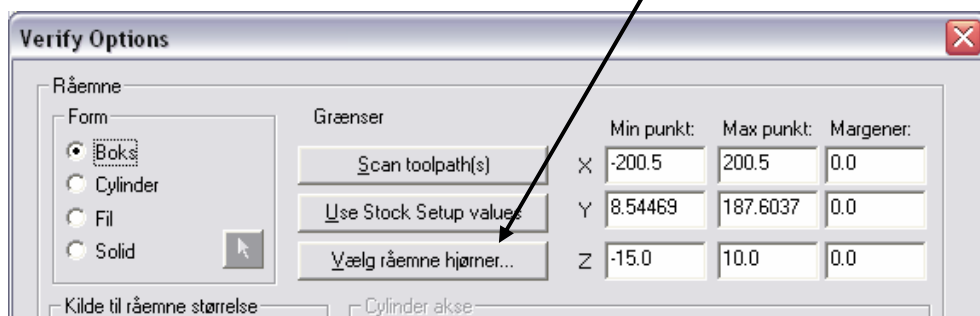 Verify Options
Råemne
Form
Boks
Cylinder
Fil
Solid
Grænser
Scan toolpath(s)
Use Stock Setup values
Vælg råemne hjørner...
Min punkt: Max punkt: Margener:
X -200.5 200.5 0.0
Y 8.54469 187.6037 0.0
Z -15.0 10.0 0.0
Kilde til råemne størrelse
Cylinder akse